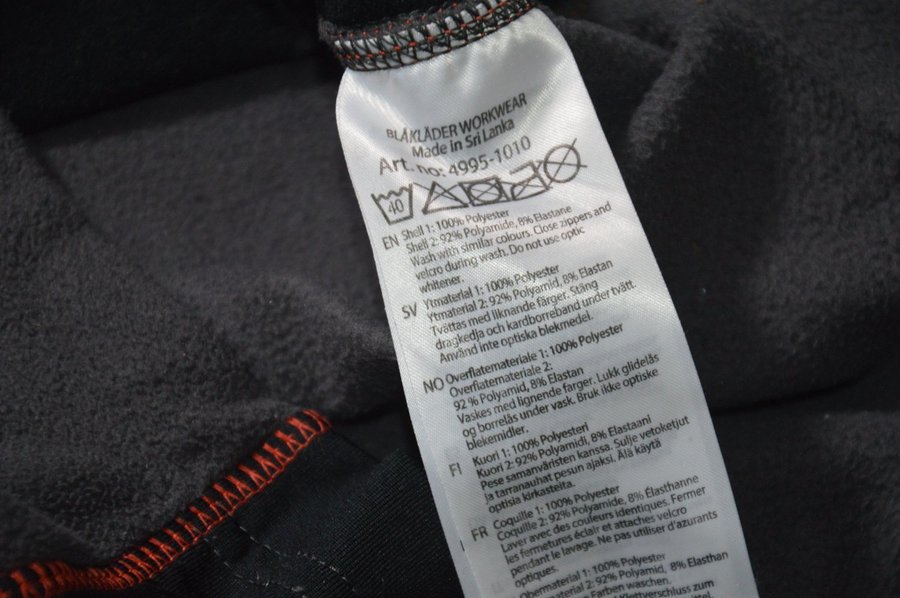 BLÅKLÄDER WORKWEAR
Made in Sri Lanka
Art. no: 4995-1010
40
EN Shell 1: 100% Polyester
Shell 2: 92% Polyamide, 8% Elastane
Wash with similar colours. Close zippers and
velcro during wash. Do not use optic
whitener.
SV Ytmaterial 1: 100% Polyester
Ytmaterial 2: 92% Polyamid, 8% Elastan
Tvättas med liknande färger. Stäng
dragkedja och kardborreband under tvätt.
Använd inte optiska blekmedel.
NO Overflatemateriale 1: 100% Polyester
Overflatemateriale 2:
92 % Polyamid, 8% Elastan
Vaskes med lignende farger. Lukk glidelås
og borrelås under vask. Bruk ikke optiske
blekemidler.
FI Kuori 1: 100% Polyesteri
Kuori 2: 92% Polyamidi, 8% Elastaani
Pese samanväristen kanssa. Sulje vetoketjut
ja tarranauhat pesun ajaksi. Älä käytä
optisia kirkasteita.
FR Coquille 1: 100% Polyester
Coquille 2: 92% Polyamide, 8% Élasthanne
Laver avec des couleurs identiques. Fermer
les fermetures éclair et attaches velcro
pendant le lavage. Ne pas utiliser d'azurants
optiques.
Obermaterial 1: 100% Polyester
Obermaterial 2: 92% Polyamid, 8% Elasthan
Farben waschen.
Klettverschluss zum